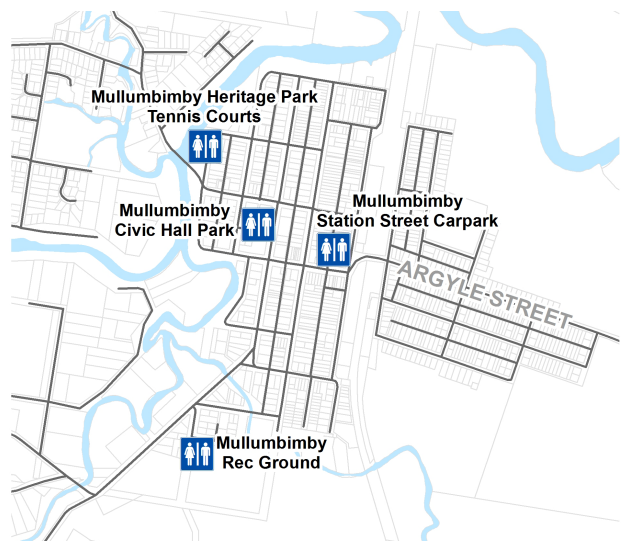 Mullumbimby Heritage Park
Tennis Courts
Mullumbimby
Station Street Carpark
Mullumbimby
Civic Hall Park
ARGYLE STREET
Mullumbimby
Rec Ground